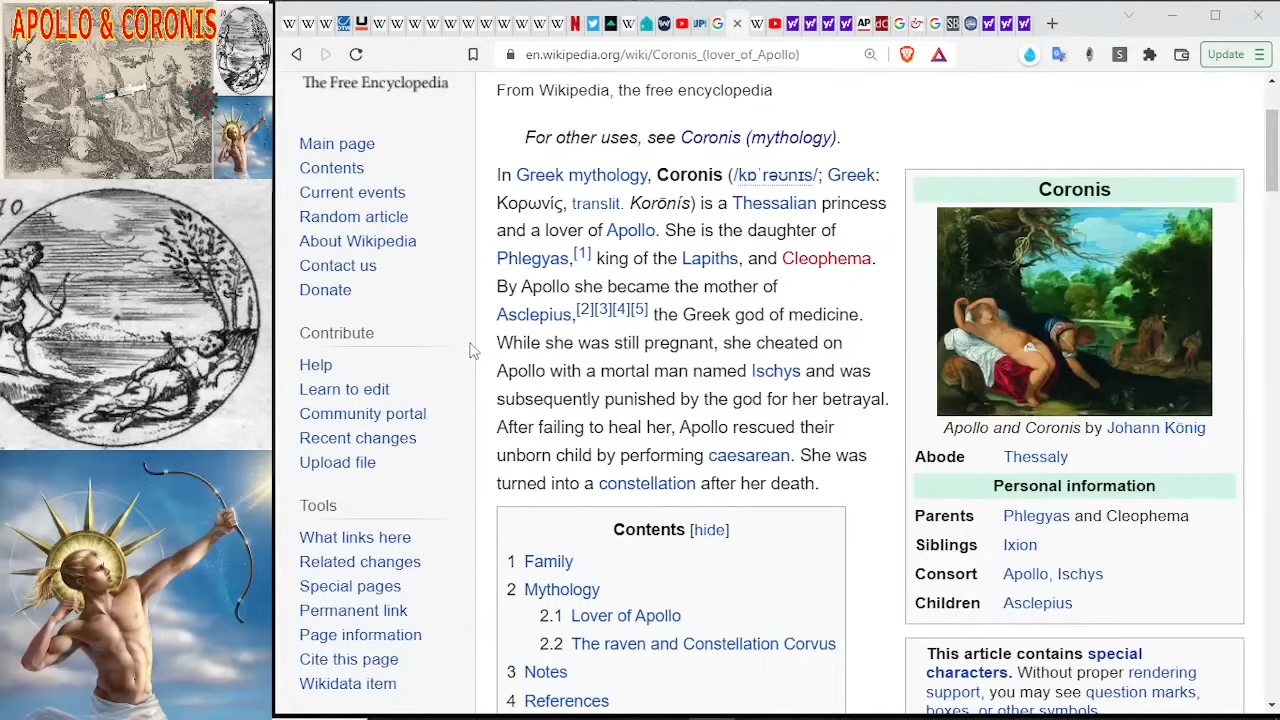 APOLLO & CORONIS
10
en.wikipedia.org/wiki/Coronis_(lover_of_Apollo)
Update
The Free Encyclopedia
Main page
Contents
Current events
Random article
About Wikipedia
Contact us
Donate
Contribute
Help
Learn to edit
Community portal
Recent changes
Upload file
Tools
What links here
Related changes
Special pages
Permanent link
Page information
Cite this page
Wikidata item
From Wikipedia, the free encyclopedia
For other uses, see Coronis (mythology).
In Greek mythology, Coronis (/kɒˈrəʊnɪs/; Greek:
Κορωνίς, translit. Korōnís) is a Thessalian princess
and a lover of Apollo. She is the daughter of
Phlegyas,[1] king of the Lapiths, and Cleophema.
By Apollo she became the mother of
Asclepius,[2][3][4][5] the Greek god of medicine.
While she was still pregnant, she cheated on
Apollo with a mortal man named Ischys and was
subsequently punished by the god for her betrayal.
After failing to heal her, Apollo rescued their
unborn child by performing caesarean. She was
turned into a constellation after her death.
Contents [hide]
1 Family
2 Mythology
2.1 Lover of Apollo
2.2 The raven and Constellation Corvus
3 Notes
4 References
Coronis
Apollo and Coronis by Johann König
Abode Thessaly
Personal information
Parents Phlegyas and Cleophema
Siblings Ixion
Consort Apollo, Ischys
Children Asclepius
This article contains special
characters. Without proper rendering
support, you may see question marks,
boxes, or other symbols